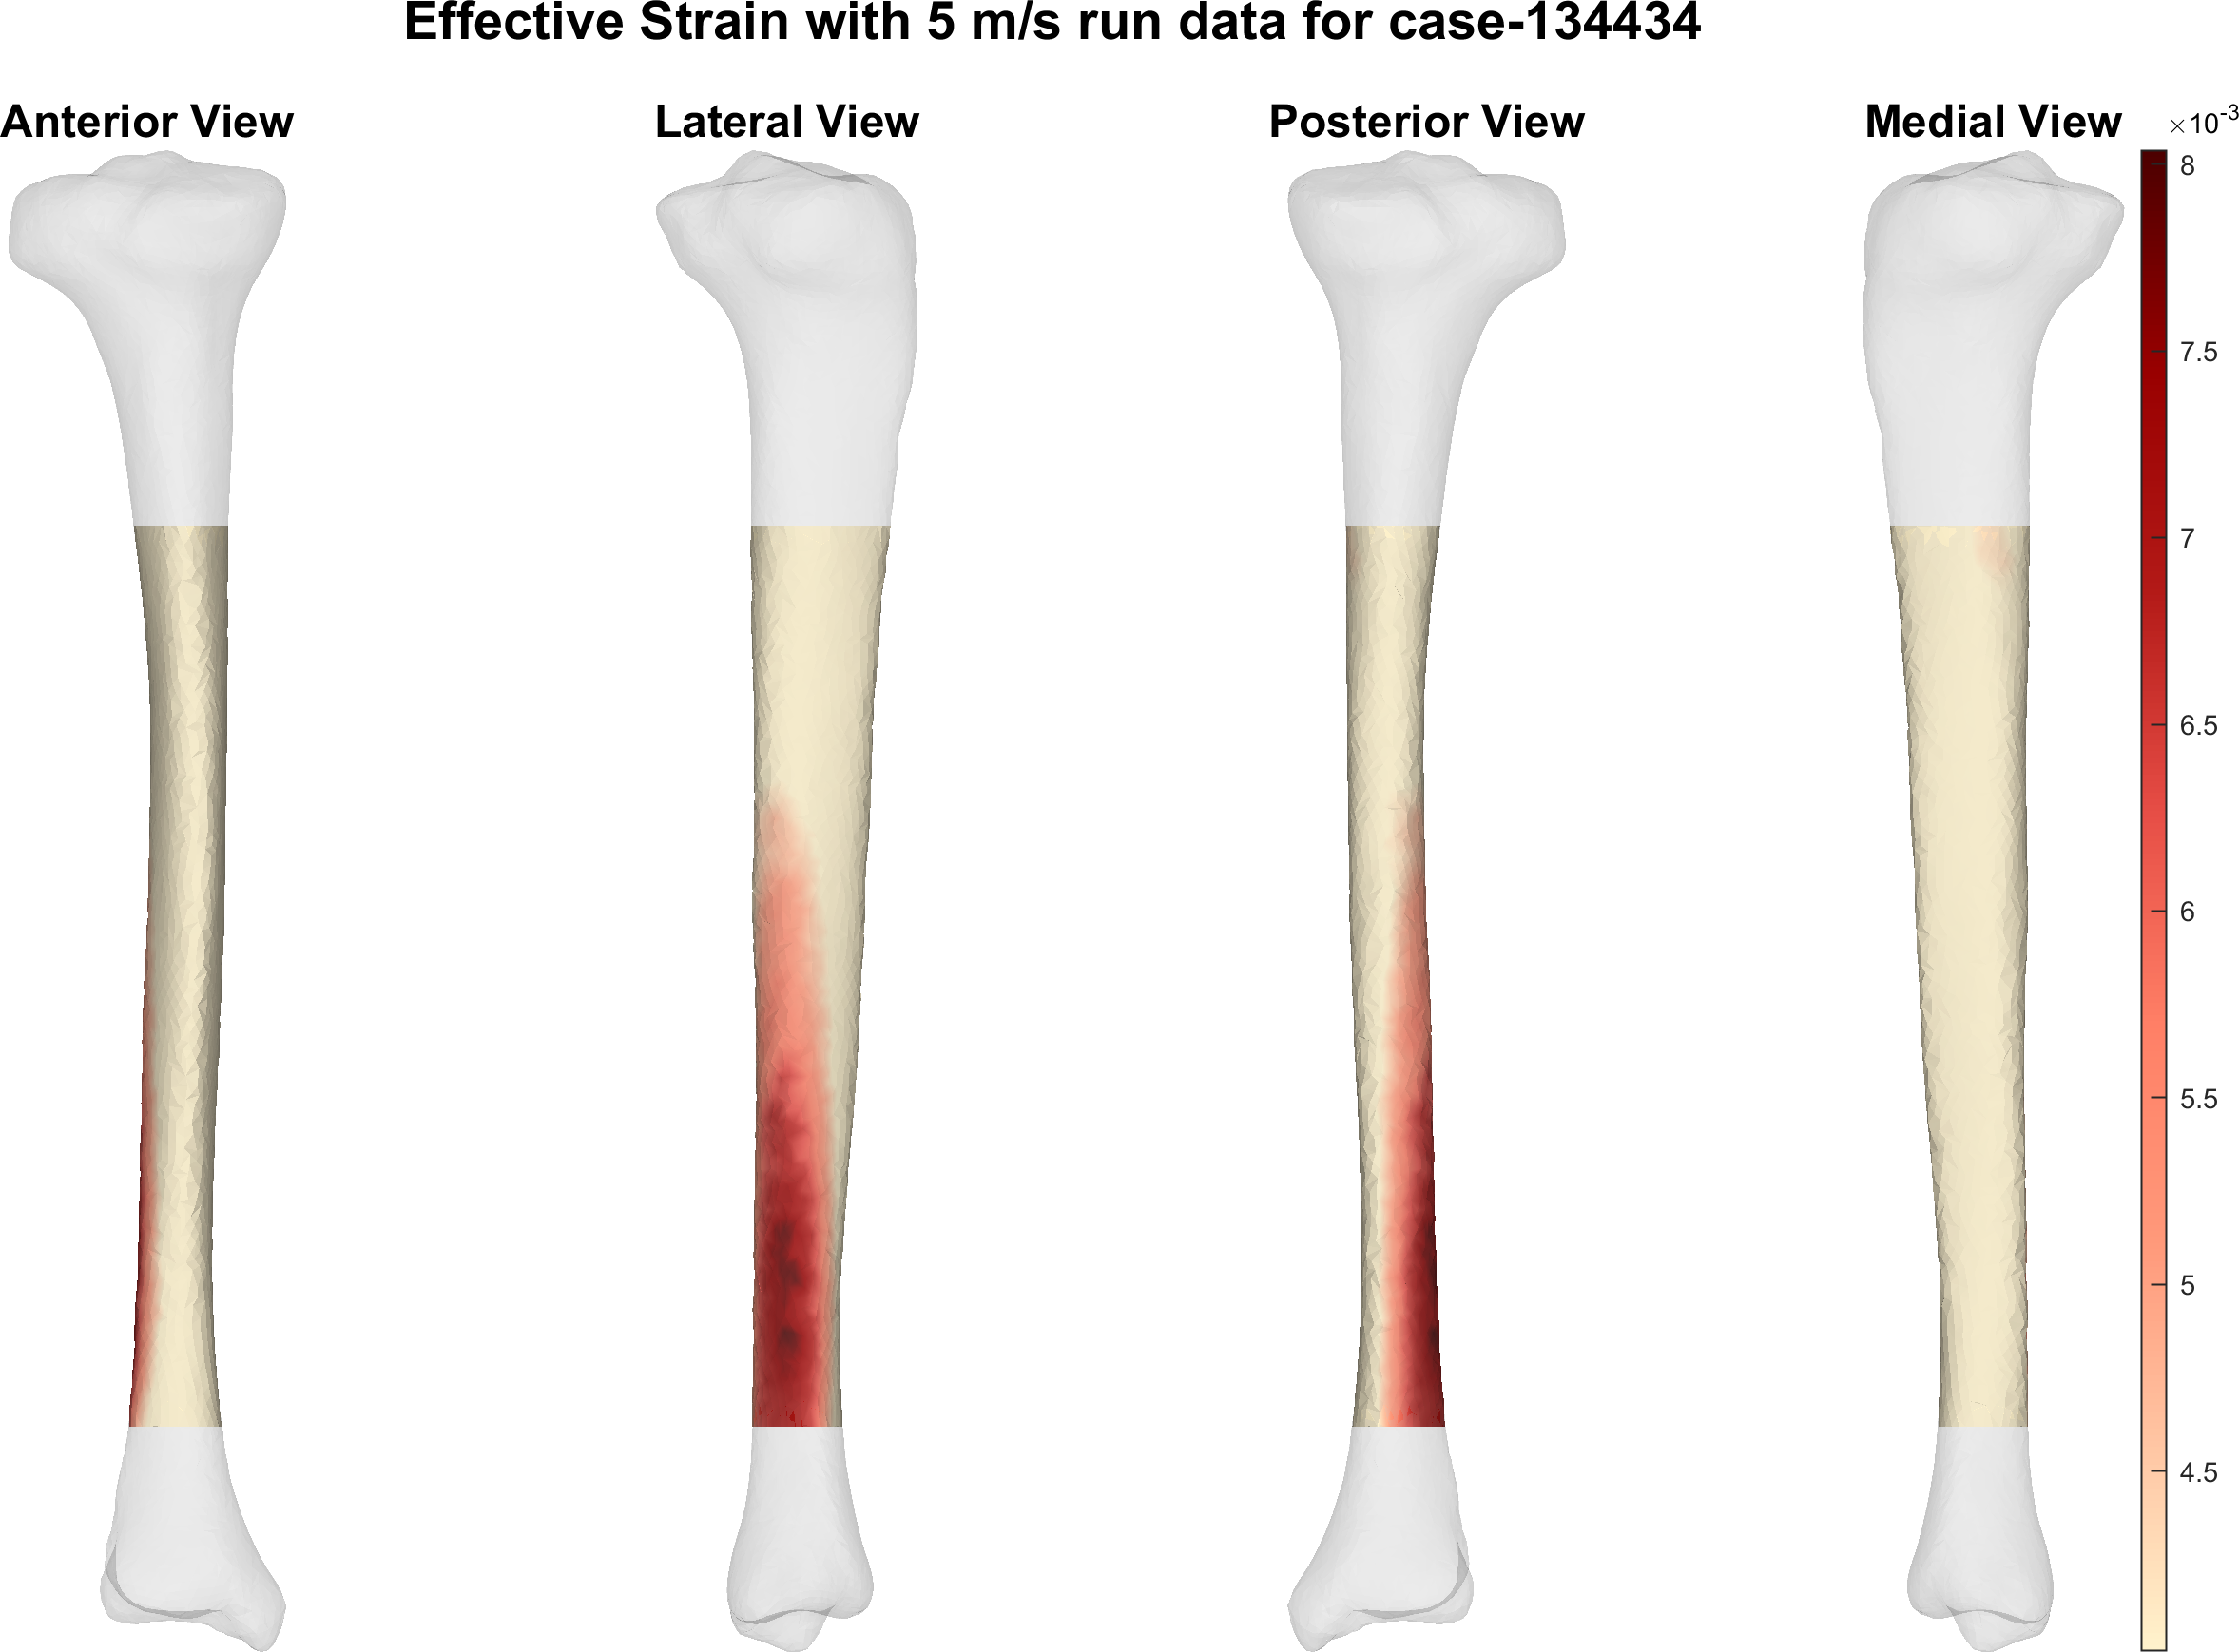 Effective Strain with 5 m/s run data for case-134434
Anterior View
Lateral View
Posterior View
Medial View
×10-3
8
7.5
7
6.5
6
5.5
5
4.5